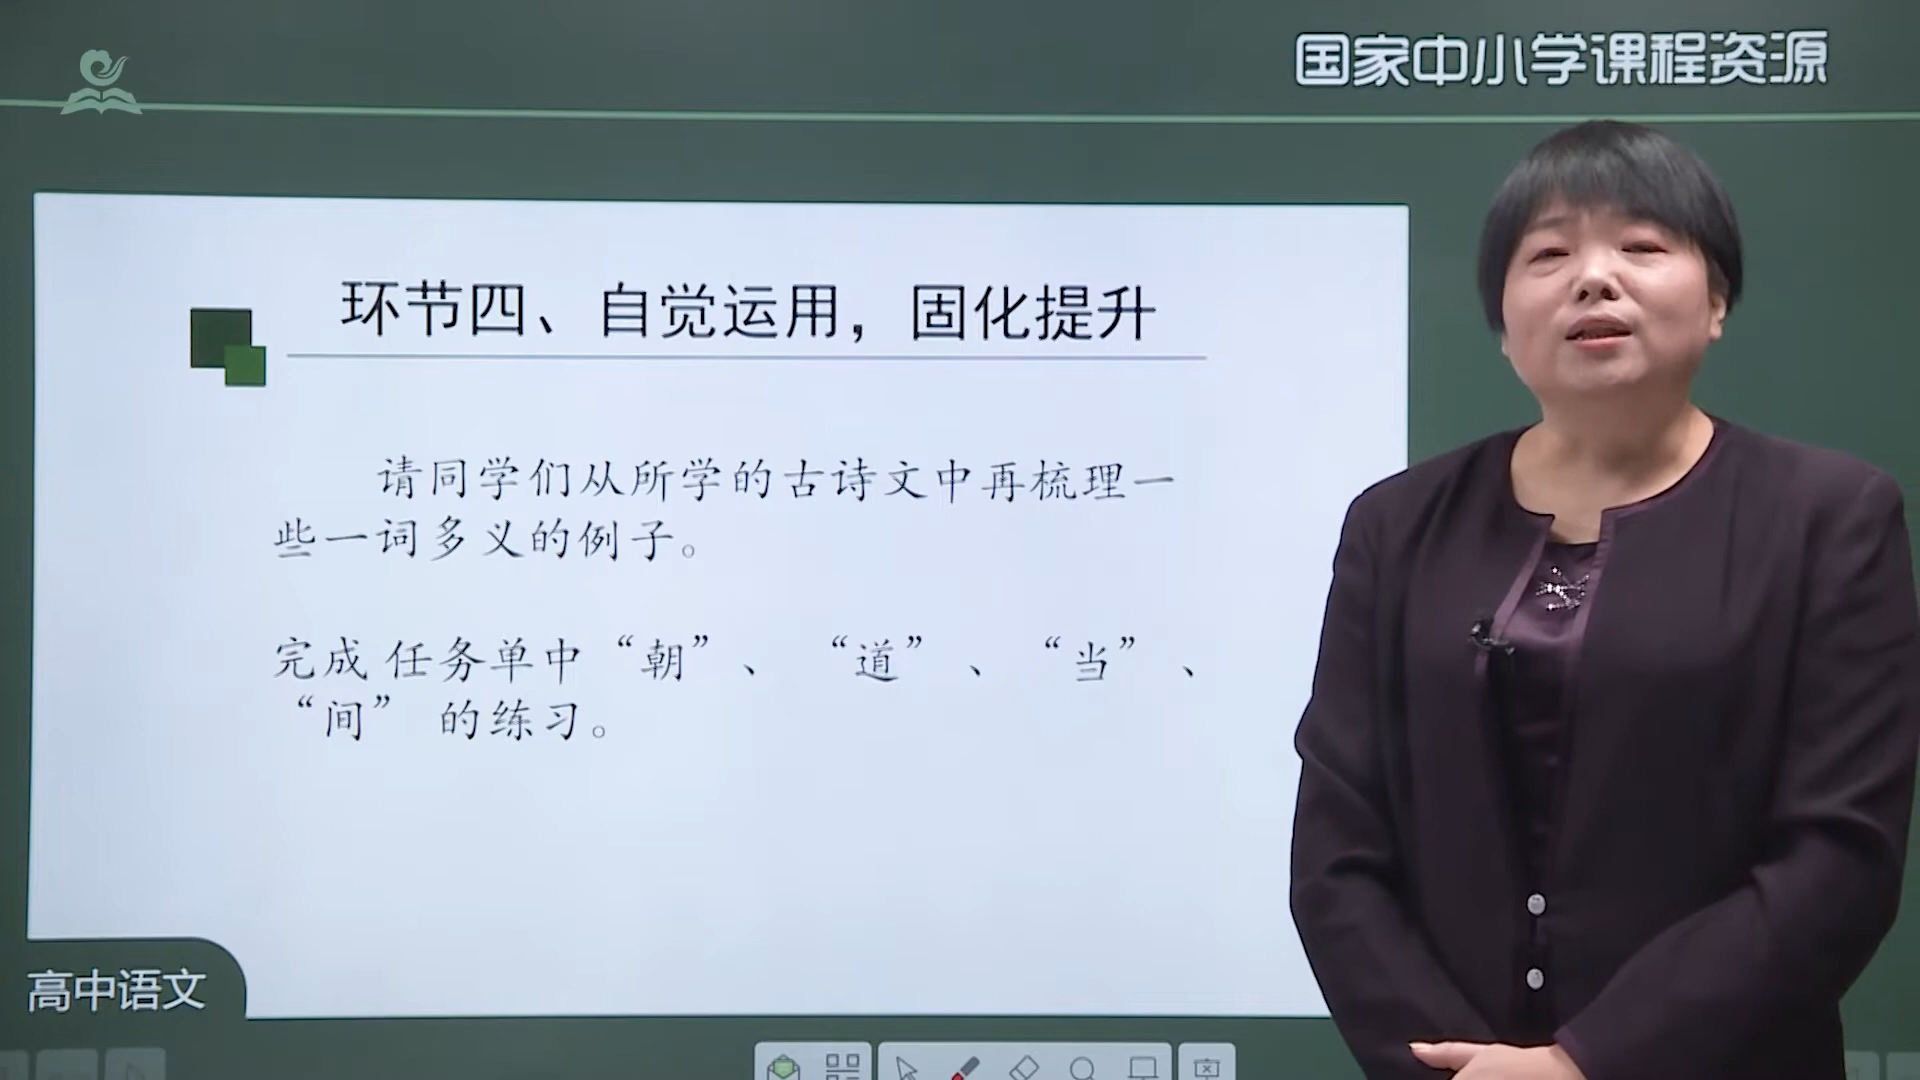 国家中小学课程资源
环节四、自觉运用，固化提升
请同学们从所学的古诗文中再梳理一
些一词多义的例子。
完成 任务单中“朝”、“道”、“当”、
“间”的练习。
高中语文